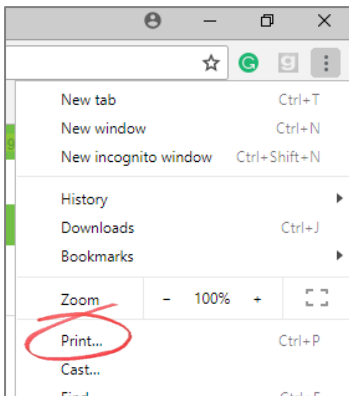 New tab Ctrl+T
New window Ctrl+N
New incognito window Ctrl+Shift+N
History
Downloads Ctrl+J
Bookmarks
Zoom - 100% +
Print... Ctrl+P
Cast...